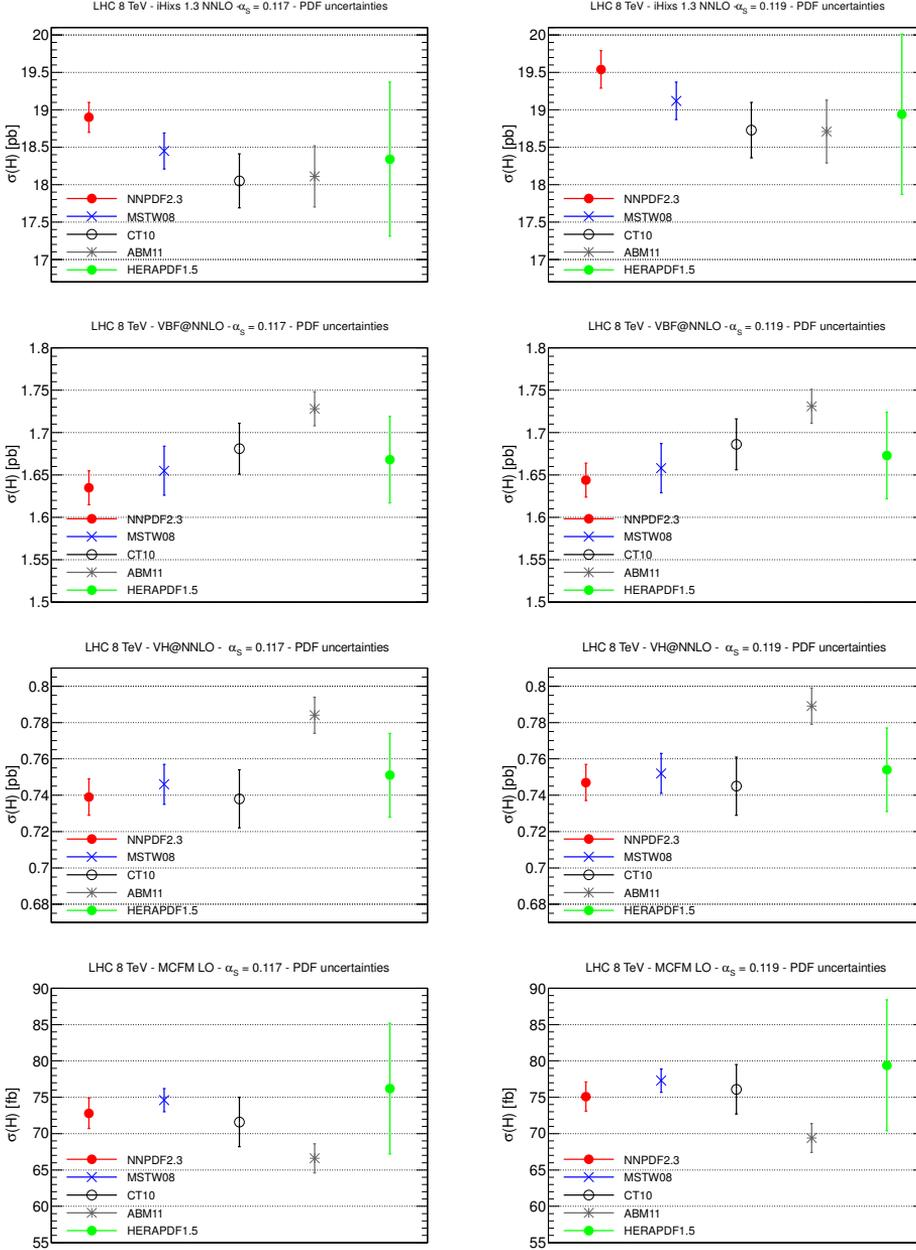 LHC 8 TeV - iHixs 1.3 NNLO -αS = 0.117 - PDF uncertainties
20
19.5
19
18.5
18
17.5
17
σ(H) [pb]
NNPDF2.3
MSTW08
CT10
ABM11
HERAPDF1.5
LHC 8 TeV - iHixs 1.3 NNLO -αS = 0.119 - PDF uncertainties
20
19.5
19
18.5
18
17.5
17
σ(H) [pb]
NNPDF2.3
MSTW08
CT10
ABM11
HERAPDF1.5
LHC 8 TeV - VBF@NNLO -αS = 0.117 - PDF uncertainties
1.8
1.75
1.7
1.65
1.6
1.55
1.5
σ(H) [pb]
NNPDF2.3
MSTW08
CT10
ABM11
HERAPDF1.5
LHC 8 TeV - VBF@NNLO -αS = 0.119 - PDF uncertainties
1.8
1.75
1.7
1.65
1.6
1.55
1.5
σ(H) [pb]
NNPDF2.3
MSTW08
CT10
ABM11
HERAPDF1.5
LHC 8 TeV - VH@NNLO - αS = 0.117 - PDF uncertainties
0.8
0.78
0.76
0.74
0.72
0.7
0.68
σ(H) [pb]
NNPDF2.3
MSTW08
CT10
ABM11
HERAPDF1.5
LHC 8 TeV - VH@NNLO - αS = 0.119 - PDF uncertainties
0.8
0.78
0.76
0.74
0.72
0.7
0.68
σ(H) [pb]
NNPDF2.3
MSTW08
CT10
ABM11
HERAPDF1.5
LHC 8 TeV - MCFM LO - αS = 0.117 - PDF uncertainties
90
85
80
75
70
65
60
55
σ(H) [fb]
NNPDF2.3
MSTW08
CT10
ABM11
HERAPDF1.5
LHC 8 TeV - MCFM LO - αS = 0.119 - PDF uncertainties
90
85
80
75
70
65
60
55
σ(H) [fb]
NNPDF2.3
MSTW08
CT10
ABM11
HERAPDF1.5